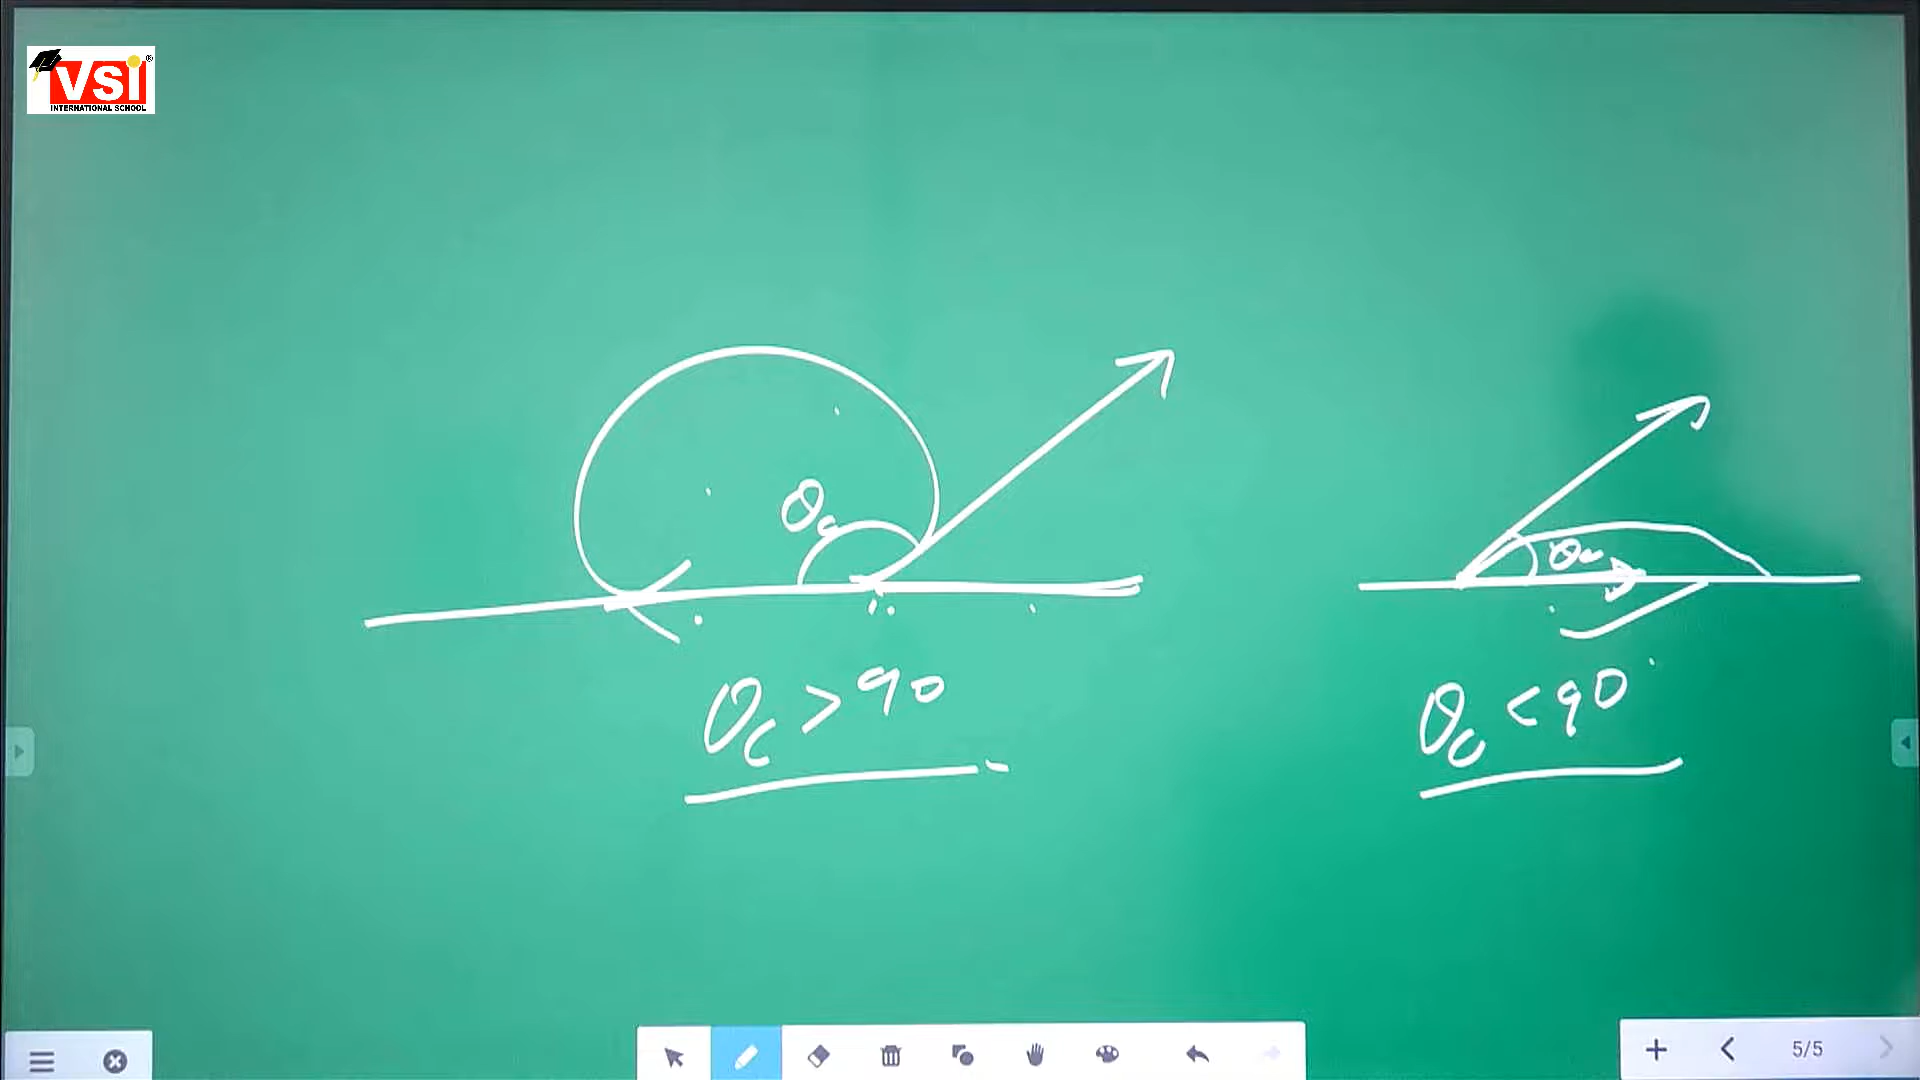 VSI
INTERNATIONAL SCHOOL
θc
θc
θc > 90
θc < 90
5/5